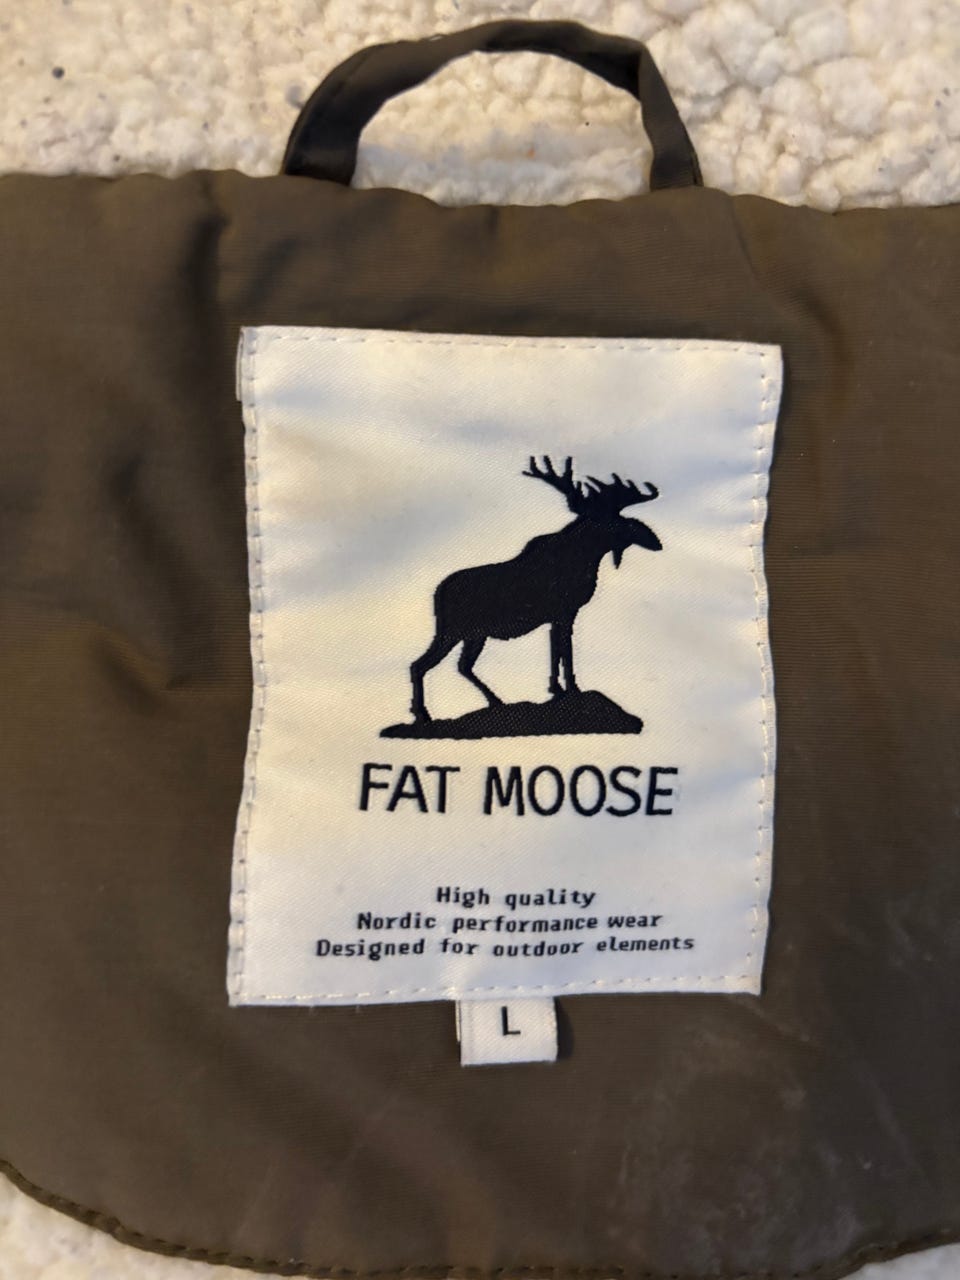 FAT MOOSE
High quality
Nordic performance wear
Designed for outdoor elements
L